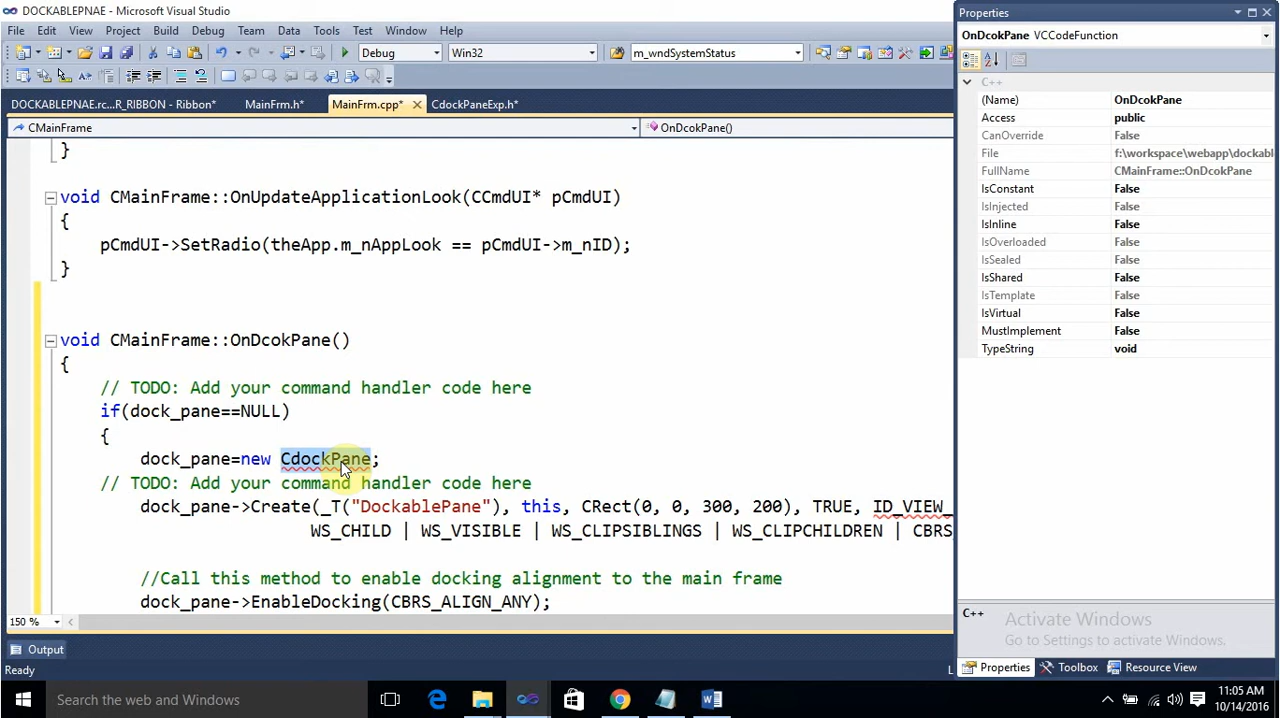 DOCKABLEPNAE - Microsoft Visual Studio
File Edit View Project Build Debug Team Data Tools Test Window Help
Debug Win32 m_wndSystemStatus
DOCKABLEPNAE.rc...R_RIBBON - Ribbon* MainFrm.h* MainFrm.cpp* CdockPaneExp.h*
CMainFrame OnDcokPane()
}
void CMainFrame::OnUpdateApplicationLook(CCmdUI* pCmdUI)
{
pCmdUI->SetRadio(theApp.m_nAppLook == pCmdUI->m_nID);
}
void CMainFrame::OnDcokPane()
{
// TODO: Add your command handler code here
if(dock_pane==NULL)
{
dock_pane=new CdockPane;
// TODO: Add your command handler code here
dock_pane->Create(_T("DockablePane"), this, CRect(0, 0, 300, 200), TRUE, ID_VIEW_
WS_CHILD | WS_VISIBLE | WS_CLIPSIBLINGS | WS_CLIPCHILDREN | CBRS
//Call this method to enable docking alignment to the main frame
dock_pane->EnableDocking(CBRS_ALIGN_ANY);
150 %
Output
Ready L
Properties
OnDcokPane VCCodeFunction
C++
(Name) OnDcokPane
Access public
CanOverride False
File f:\workspace\webapp\dockabl
FullName CMainFrame::OnDcokPane
IsConstant False
IsInjected False
IsInline False
IsOverloaded False
IsSealed False
IsShared False
IsTemplate False
IsVirtual False
MustImplement False
TypeString void
C++
Activate Windows
Go to Settings to activate Windows.
Properties Toolbox Resource View
Search the web and Windows
11:05 AM
10/14/2016